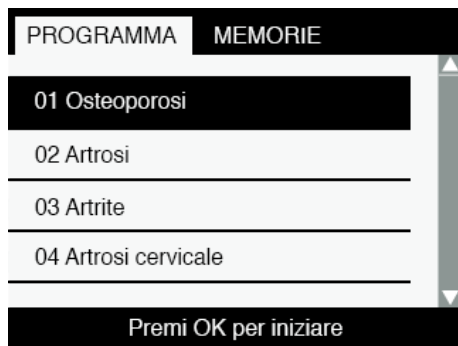 PROGRAMMA MEMORIE
01 Osteoporosi
02 Artrosi
03 Artrite
04 Artrosi cervicale
Premi OK per iniziare